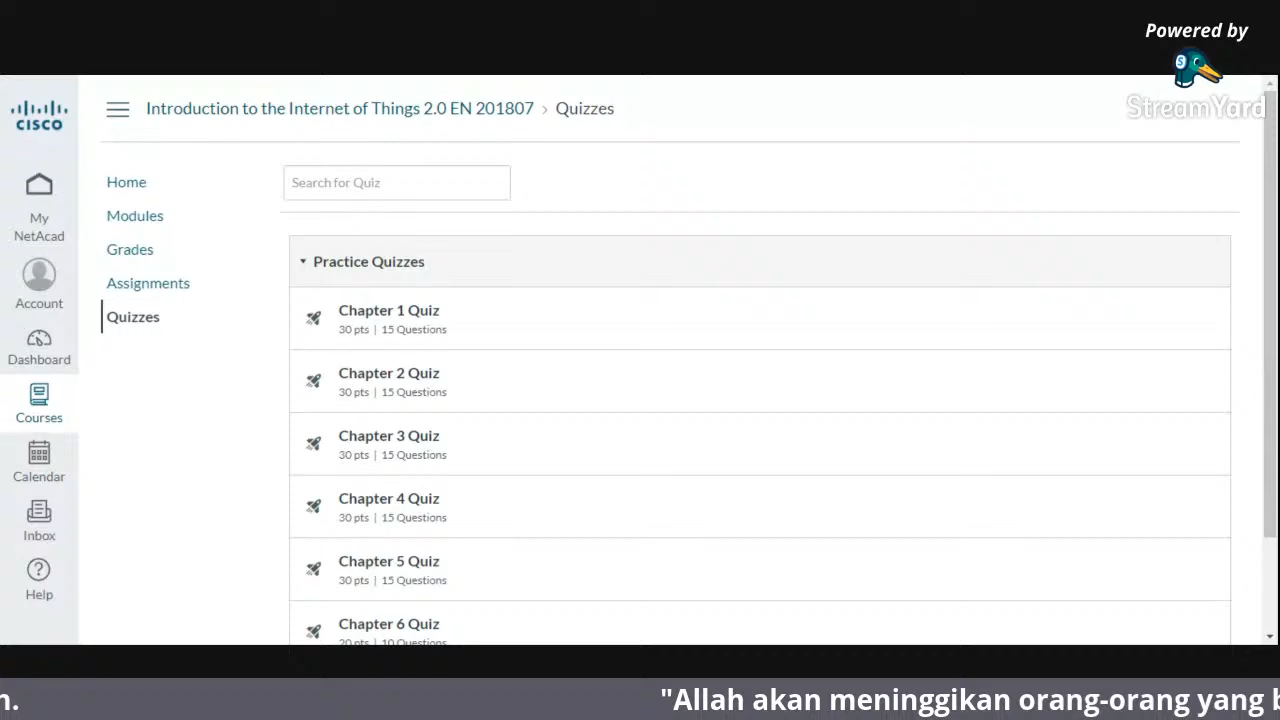 Powered by
StreamYard
CISCO
Introduction to the Internet of Things 2.0 EN 201807 › Quizzes
My
NetAcad
Account
Dashboard
Courses
Calendar
Inbox
Help
Home
Modules
Grades
Assignments
Quizzes
Search for Quiz
Practice Quizzes
Chapter 1 Quiz
30 pts | 15 Questions
Chapter 2 Quiz
30 pts | 15 Questions
Chapter 3 Quiz
30 pts | 15 Questions
Chapter 4 Quiz
30 pts | 15 Questions
Chapter 5 Quiz
30 pts | 15 Questions
Chapter 6 Quiz
20 pts | 10 Questions
n. "Allah akan meninggikan orang-orang yang b